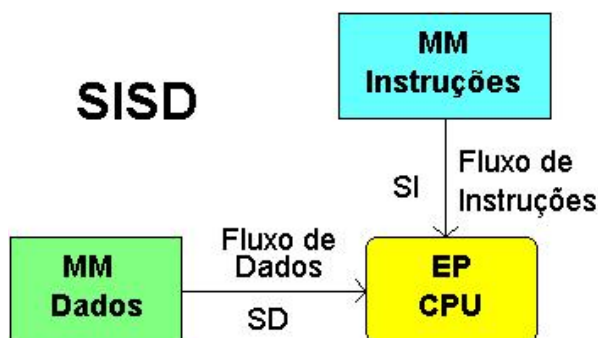 SISD
MM
Instruções
SI
Fluxo de
Instruções
Fluxo de
Dados
SD
MM
Dados
EP
CPU